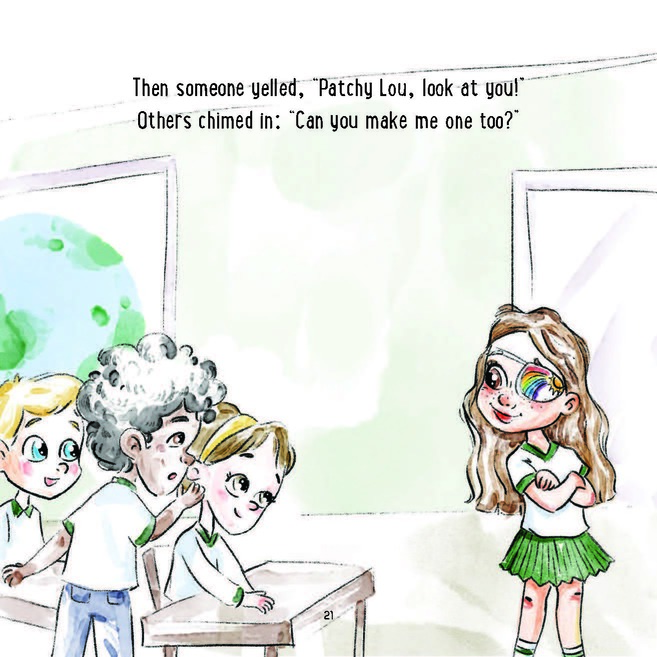 Then someone yelled, "Patchy Lou, look at you!"
Others chimed in: "Can you make me one too?"
21